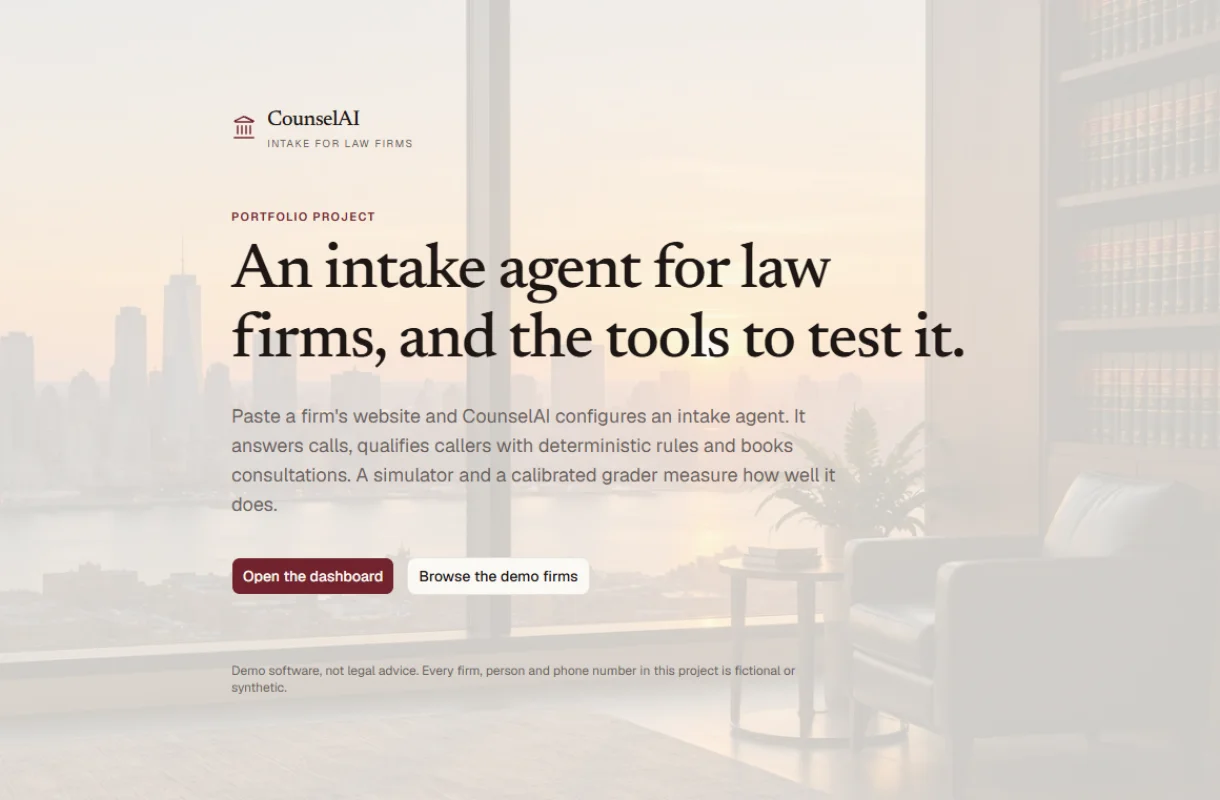 CounselAI
INTAKE FOR LAW FIRMS
PORTFOLIO PROJECT
An intake agent for law
firms, and the tools to test it.
Paste a firm's website and CounselAI configures an intake agent. It
answers calls, qualifies callers with deterministic rules and books
consultations. A simulator and a calibrated grader measure how well it
does.
Open the dashboard
Browse the demo firms
Demo software, not legal advice. Every firm, person and phone number in this project is fictional or
synthetic.